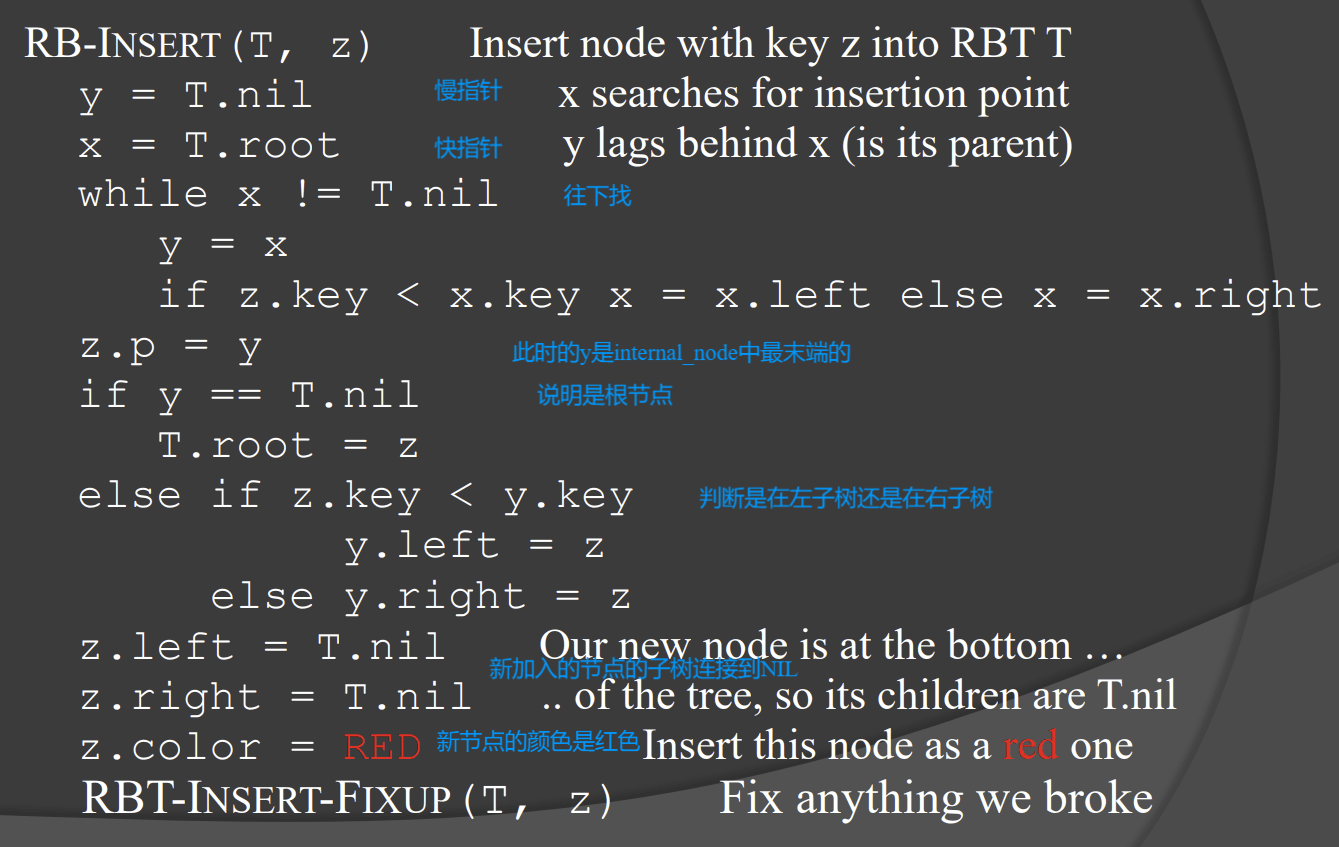 RB-INSERT(T, z) Insert node with key z into RBT T
y = T.nil 慢指针 x searches for insertion point
x = T.root 快指针 y lags behind x (is its parent)
while x != T.nil 往下找
y = x
if z.key < x.key x = x.left else x = x.right
z.p = y 此时的y是internal_node中最末端的
if y == T.nil 说明是根节点
T.root = z
else if z.key < y.key 判断是在左子树还是在右子树
y.left = z
else y.right = z
z.left = T.nil Our new node is at the bottom …
新加入的节点的子树连接到NIL
z.right = T.nil .. of the tree, so its children are T.nil
z.color = RED 新节点的颜色是红色 Insert this node as a red one
RBT-INSERT-FIXUP(T, z) Fix anything we broke